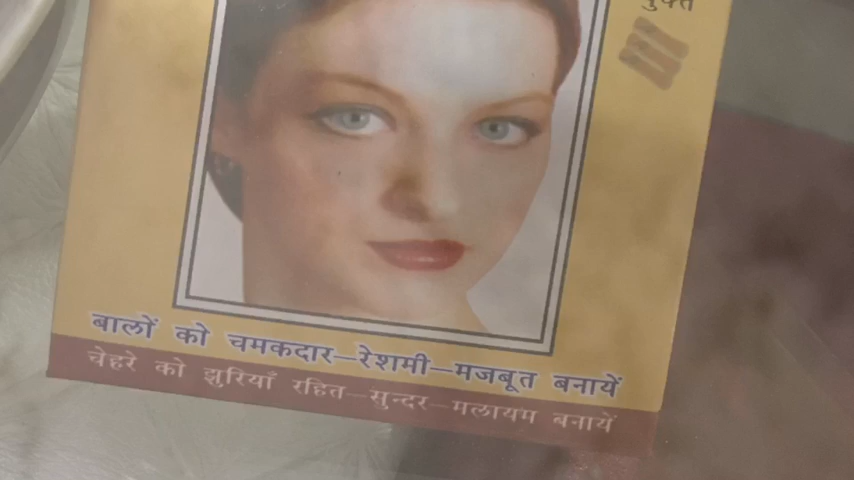 युक्त
बालों को चमकदार–रेशमी–मजबूत बनायें
चेहरे को झुरियाँ रहित–सुन्दर–मलायम बनायें